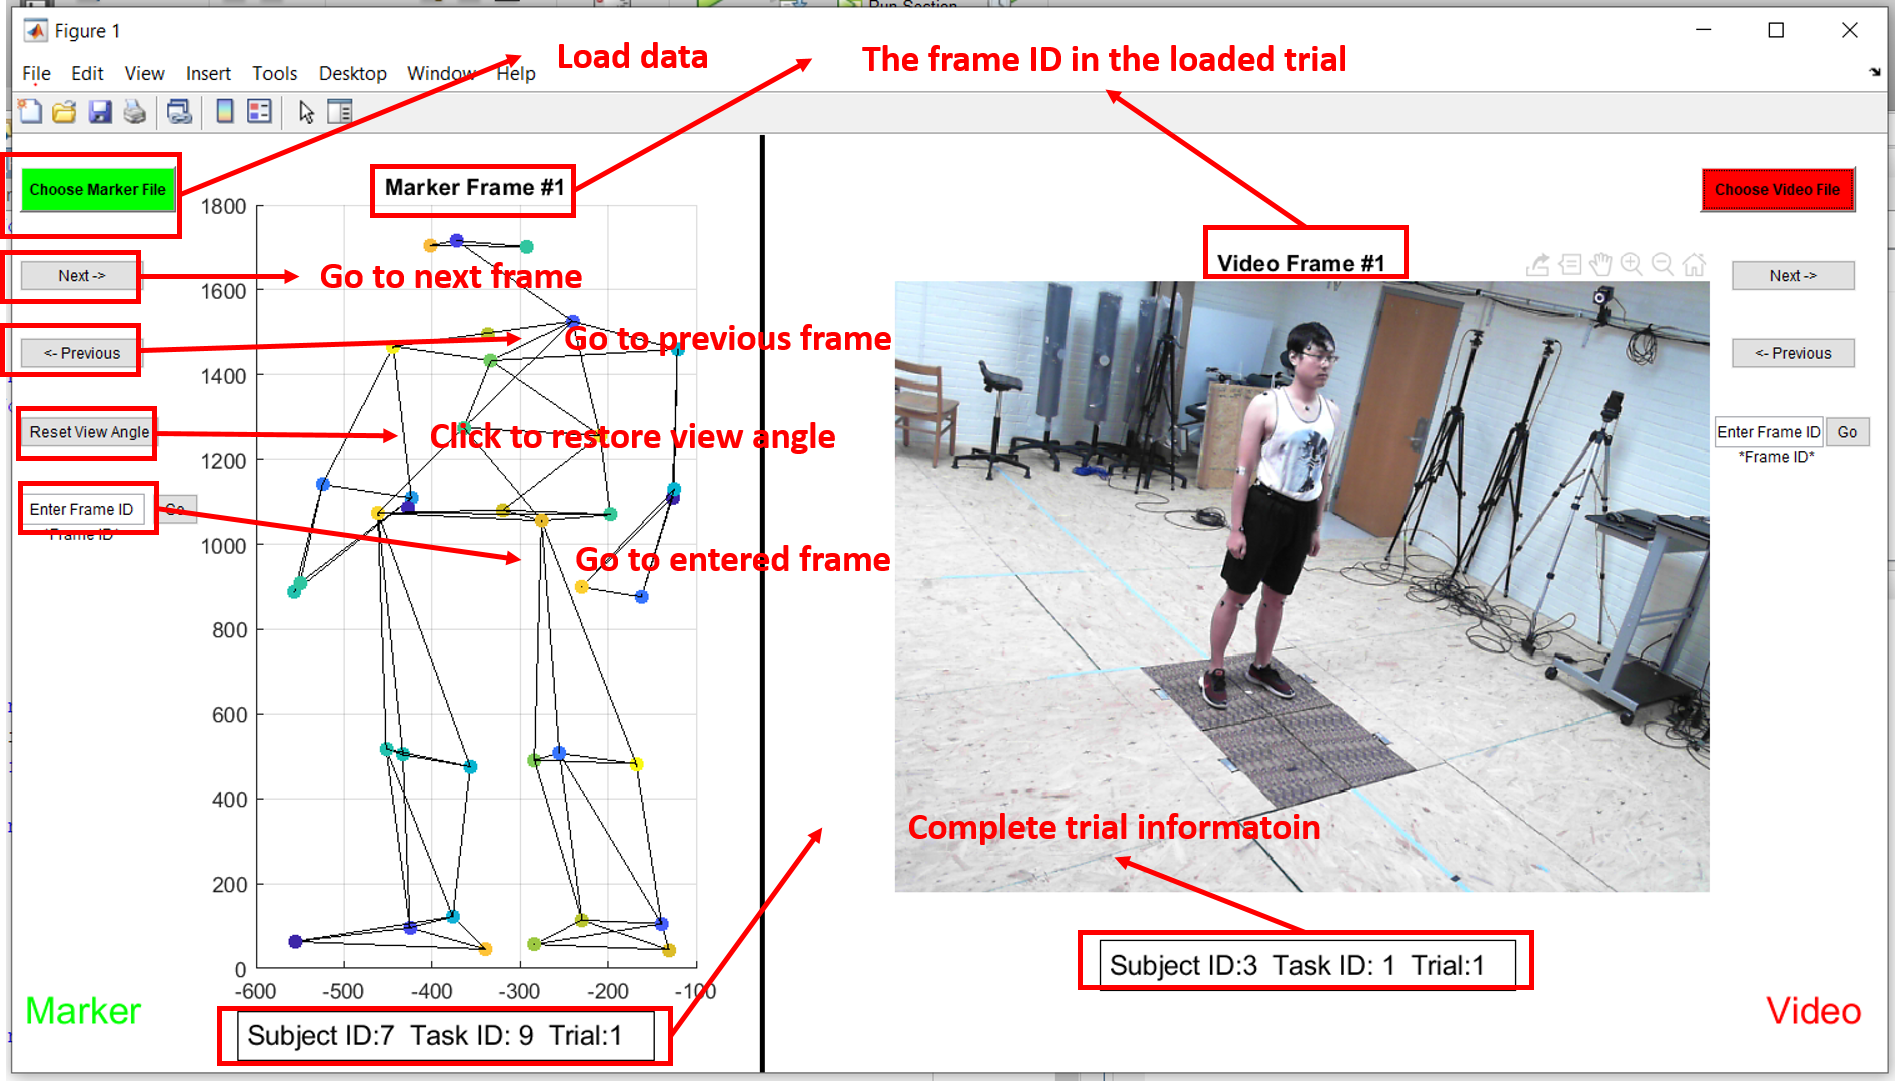 Run Section
Figure 1
Load data
The frame ID in the loaded trial
File Edit View Insert Tools Desktop Window Help
Choose Marker File
Marker Frame #1
Choose Video File
1800
Video Frame #1
Next ->
Go to next frame
Next ->
1600
Go to previous frame
<- Previous
<- Previous
1400
Reset View Angle
Click to restore view angle
Enter Frame ID Go
*Frame ID*
1200
Enter Frame ID Go
*Frame ID*
1000
Go to entered frame
800
600
400
Complete trial informatoin
200
0
-600 -500 -400 -300 -200 -100
Subject ID:3 Task ID: 1 Trial:1
Marker
Video
Subject ID:7 Task ID: 9 Trial:1